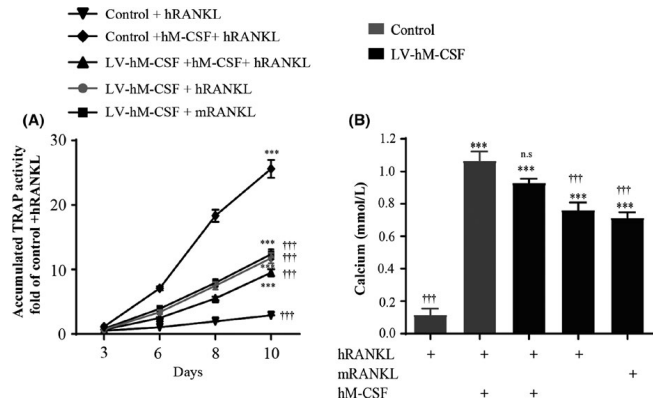 Control + hRANKL
Control +hM-CSF+ hRANKL
LV-hM-CSF +hM-CSF+ hRANKL
LV-hM-CSF + hRANKL
LV-hM-CSF + mRANKL
Control
LV-hM-CSF
(A)
Accumulated TRAP activity
fold of control +hRANKL
30
20
10
0
***
***
†††
†††
***
†††
***
†††
3 6 8 10
Days
(B)
Calcium (mmol/L)
1.2
1.0
0.8
0.6
0.4
0.2
0.0
†††
***
n.s
***
†††
***
†††
***
hRANKL + + + +
mRANKL +
hM-CSF + +